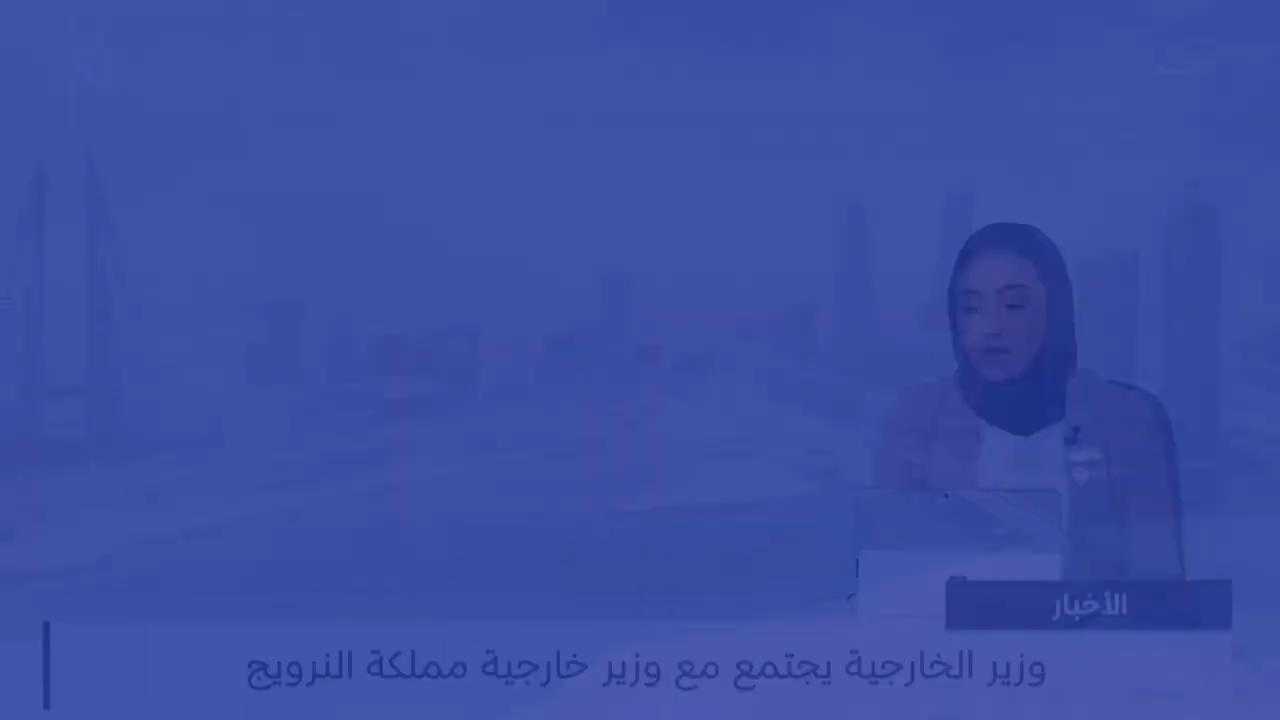 الأخبار
وزير الخارجية يجتمع مع وزير خارجية مملكة النرويج